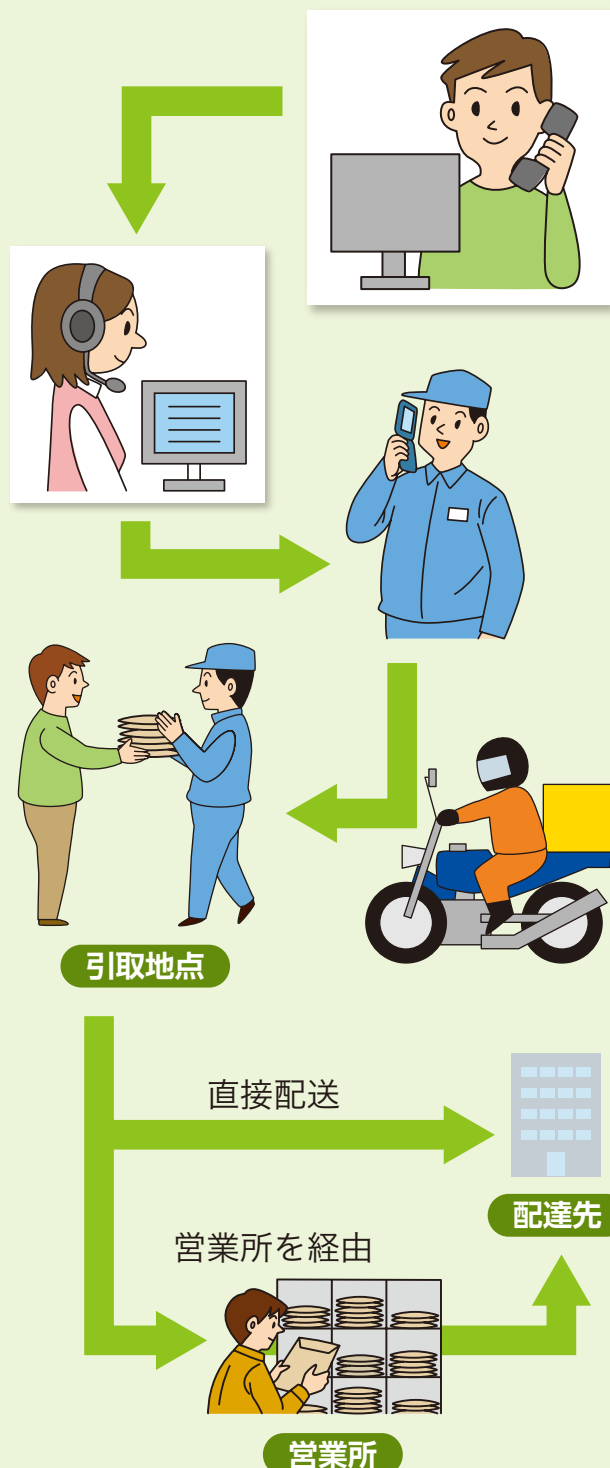 引取地点
直接配送
配達先
営業所を経由
営業所